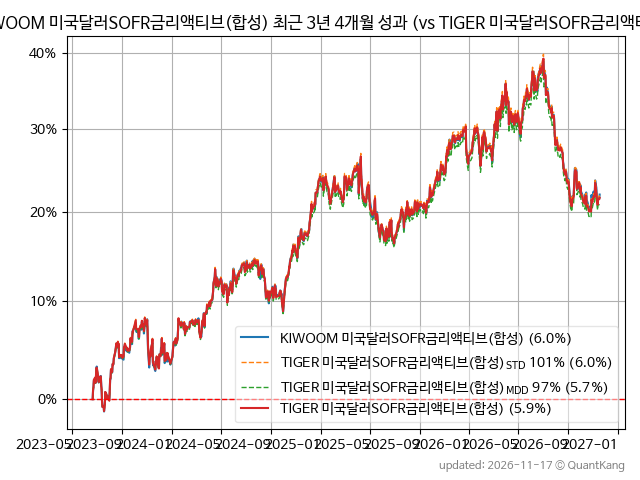 WOOM 미국달러SOFR금리액티브(합성) 최근 3년 4개월 성과 (vs TIGER 미국달러SOFR금리액티
40%
30%
20%
10%
0%
KIWOOM 미국달러SOFR금리액티브(합성) (6.0%)
TIGER 미국달러SOFR금리액티브(합성) STD 101% (6.0%)
TIGER 미국달러SOFR금리액티브(합성) MDD 97% (5.7%)
TIGER 미국달러SOFR금리액티브(합성) (5.9%)
2023-05 2023-09 2024-01 2024-05 2024-09 2025-01 2025-05 2025-09 2026-01 2026-05 2026-09 2027-01
updated: 2026-11-17 © QuantKang